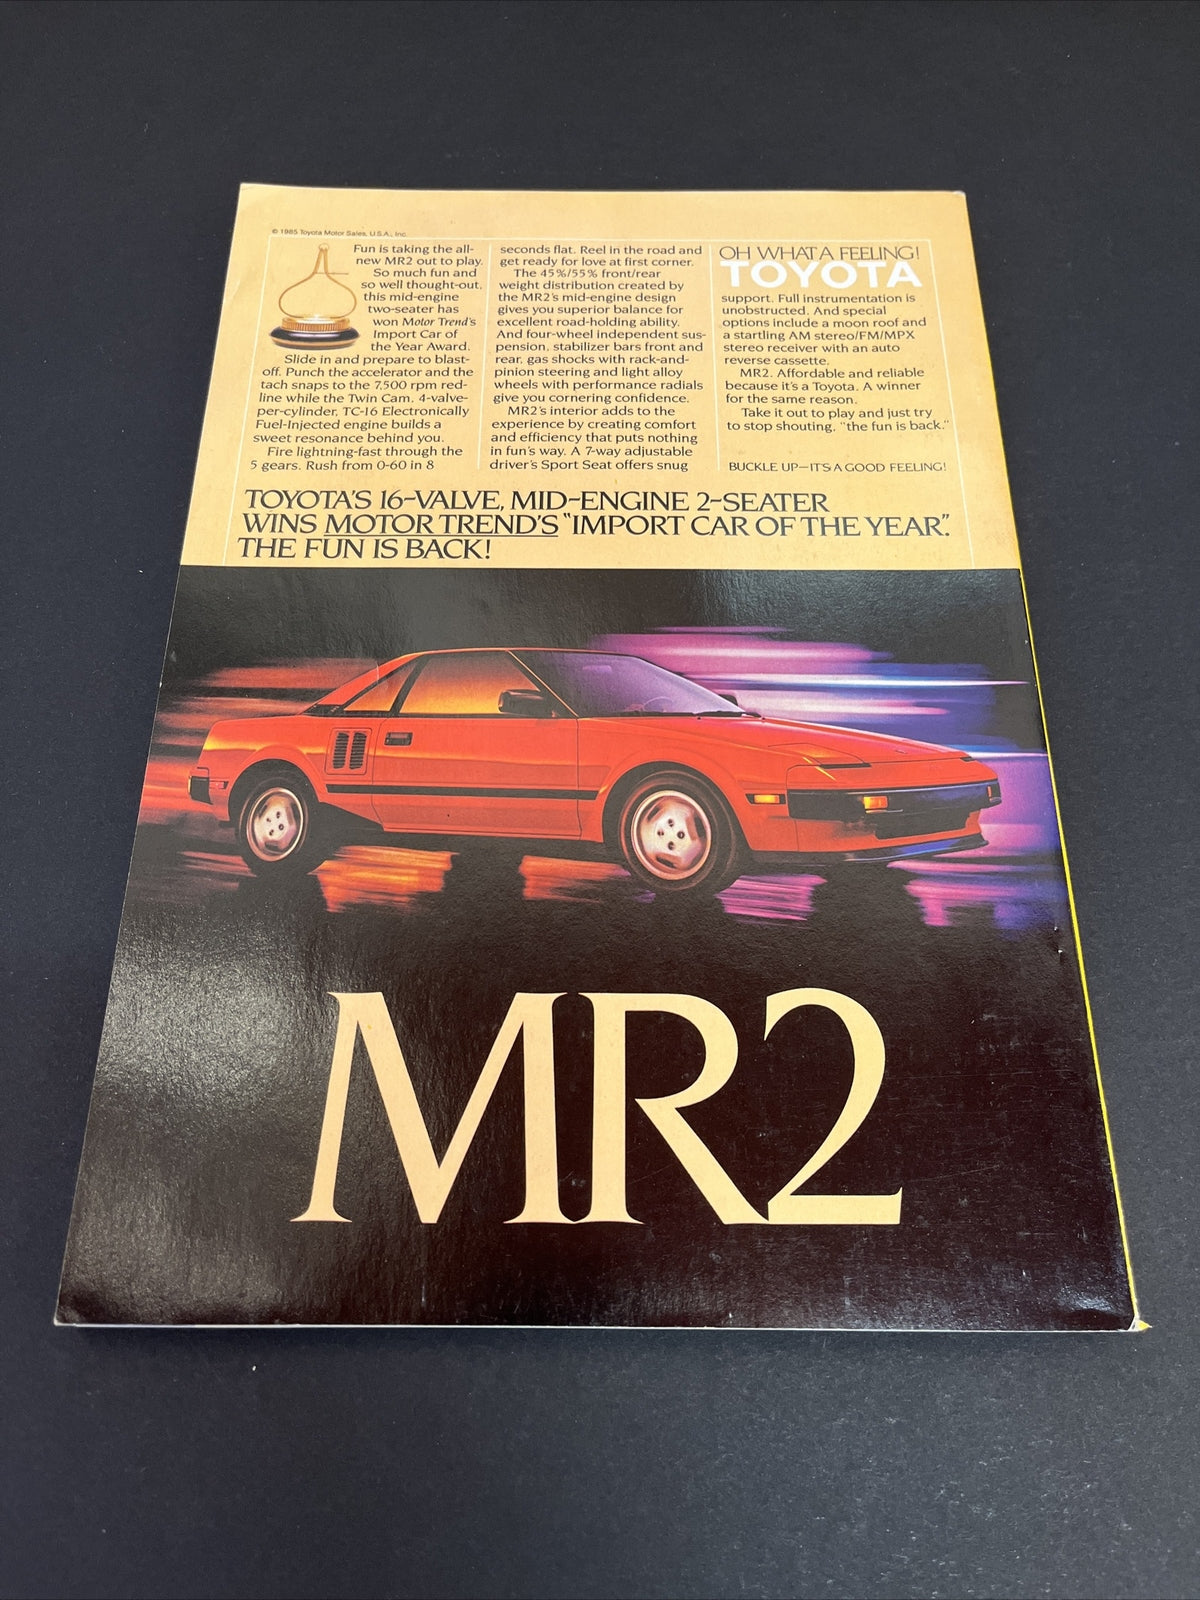 © 1985 Toyota Motor Sales, U.S.A., Inc.
Fun is taking the all-
new MR2 out to play.
So much fun and
so well thought-out,
this mid-engine
two-seater has
won Motor Trend's
Import Car of
the Year Award.
Slide in and prepare to blast-
off. Punch the accelerator and the
tach snaps to the 7,500 rpm red-
line while the Twin Cam, 4-valve-
per-cylinder, TC-16 Electronically
Fuel-Injected engine builds a
sweet resonance behind you.
Fire lightning-fast through the
5 gears. Rush from 0-60 in 8
seconds flat. Reel in the road and
get ready for love at first corner.
The 45%/55% front/rear
weight distribution created by
the MR2's mid-engine design
gives you superior balance for
excellent road-holding ability.
And four-wheel independent sus-
pension, stabilizer bars front and
rear, gas shocks with rack-and-
pinion steering and light alloy
wheels with performance radials
give you cornering confidence.
MR2's interior adds to the
experience by creating comfort
and efficiency that puts nothing
in fun's way. A 7-way adjustable
driver's Sport Seat offers snug
OH WHAT A FEELING!
TOYOTA
support. Full instrumentation is
unobstructed. And special
options include a moon roof and
a startling AM stereo/FM/MPX
stereo receiver with an auto
reverse cassette.
MR2. Affordable and reliable
because it's a Toyota. A winner
for the same reason.
Take it out to play and just try
to stop shouting, "the fun is back."
BUCKLE UP—IT'S A GOOD FEELING!
TOYOTA'S 16-VALVE, MID-ENGINE 2-SEATER
WINS MOTOR TREND'S "IMPORT CAR OF THE YEAR".
THE FUN IS BACK!
MR2